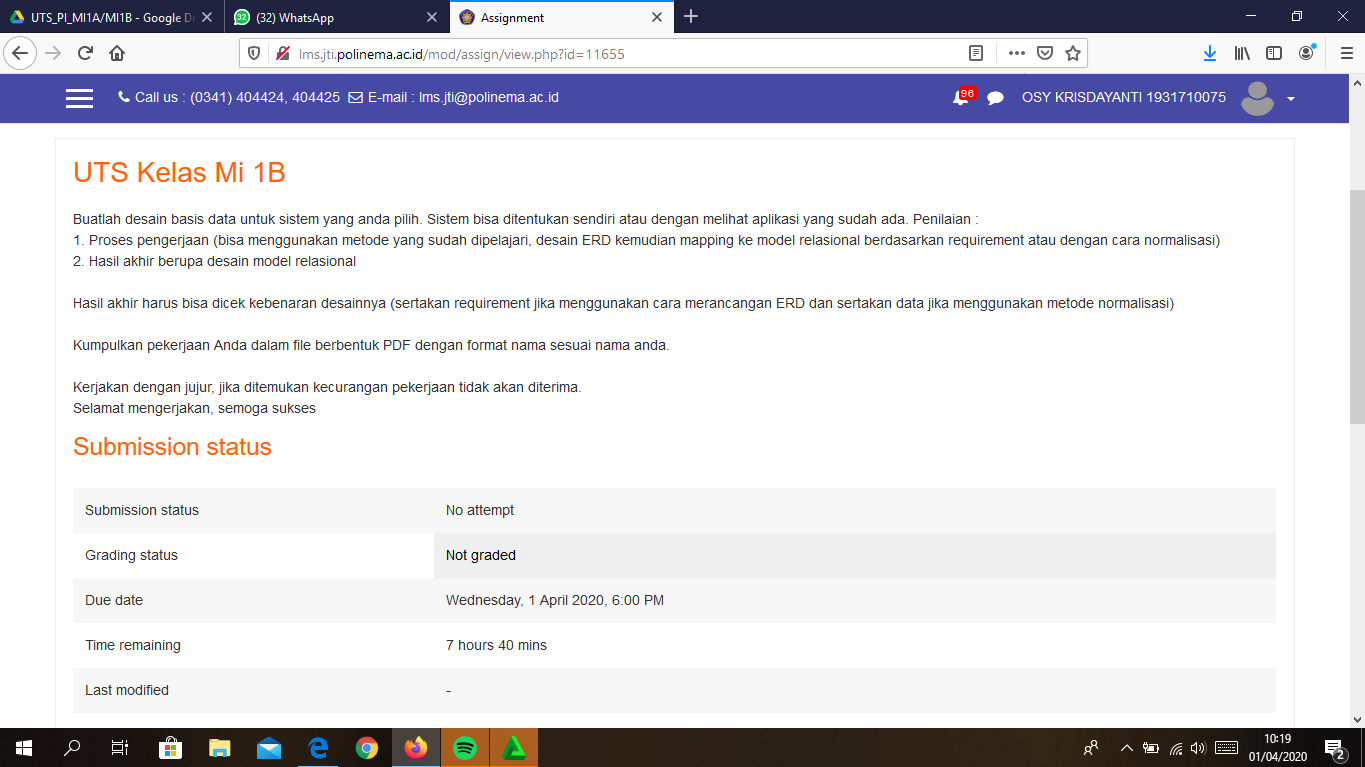 UTS_PI_MI1A/MI1B - Google Dr
(32) WhatsApp
Assignment
lms.jti.polinema.ac.id/mod/assign/view.php?id=11655
Call us : (0341) 404424, 404425 E-mail : lms.jti@polinema.ac.id
96
OSY KRISDAYANTI 1931710075
UTS Kelas Mi 1B
Buatlah desain basis data untuk sistem yang anda pilih. Sistem bisa ditentukan sendiri atau dengan melihat aplikasi yang sudah ada. Penilaian :
1. Proses pengerjaan (bisa menggunakan metode yang sudah dipelajari, desain ERD kemudian mapping ke model relasional berdasarkan requirement atau dengan cara normalisasi)
2. Hasil akhir berupa desain model relasional
Hasil akhir harus bisa dicek kebenaran desainnya (sertakan requirement jika menggunakan cara merancangan ERD dan sertakan data jika menggunakan metode normalisasi)
Kumpulkan pekerjaan Anda dalam file berbentuk PDF dengan format nama sesuai nama anda.
Kerjakan dengan jujur, jika ditemukan kecurangan pekerjaan tidak akan diterima.
Selamat mengerjakan, semoga sukses
Submission status
Submission status No attempt
Grading status Not graded
Due date Wednesday, 1 April 2020, 6:00 PM
Time remaining 7 hours 40 mins
Last modified -
10:19
01/04/2020
2